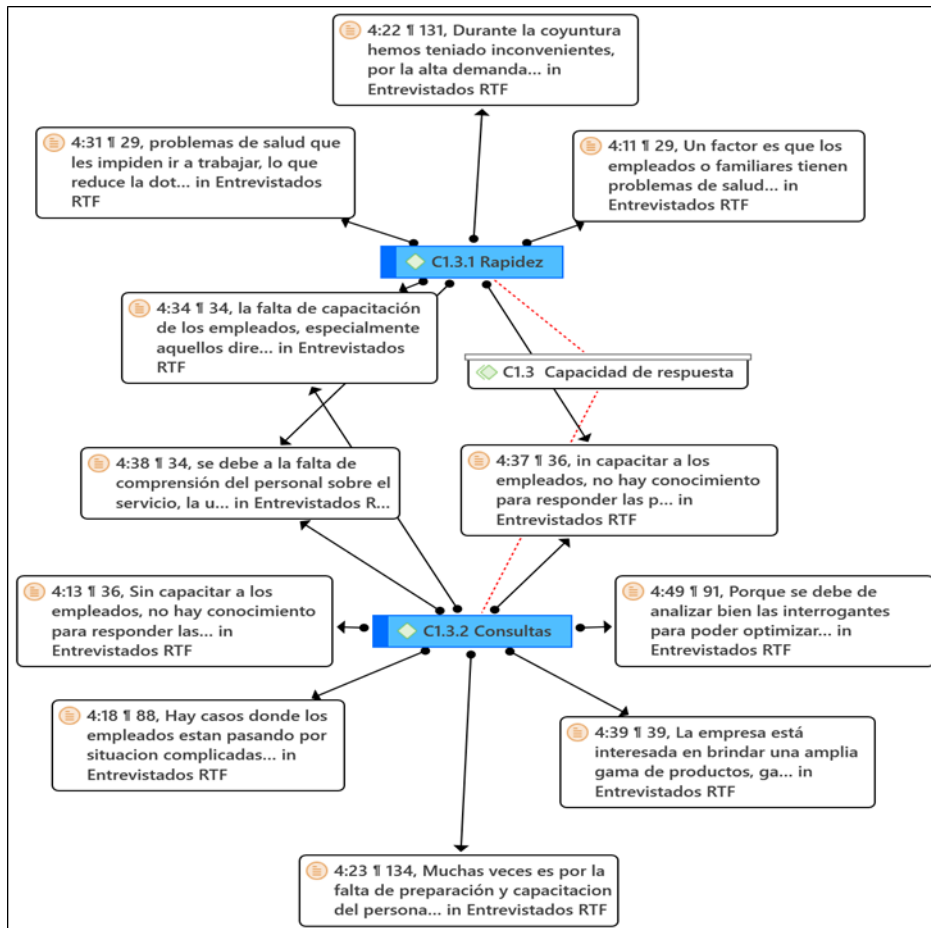 4:22 ¶ 131, Durante la coyuntura
hemos teniado inconvenientes,
por la alta demanda... in
Entrevistados RTF
4:31 ¶ 29, problemas de salud que
les impiden ir a trabajar, lo que
reduce la dot... in Entrevistados
RTF
4:11 ¶ 29, Un factor es que los
empleados o familiares tienen
problemas de salud... in
Entrevistados RTF
C1.3.1 Rapidez
4:34 ¶ 34, la falta de capacitación
de los empleados, especialmente
aquellos dire... in Entrevistados
RTF
C1.3 Capacidad de respuesta
4:38 ¶ 34, se debe a la falta de
comprensión del personal sobre el
servicio, la u... in Entrevistados R...
4:37 ¶ 36, in capacitar a los
empleados, no hay conocimiento
para responder las p... in
Entrevistados RTF
4:13 ¶ 36, Sin capacitar a los
empleados, no hay conocimiento
para responder las... in
Entrevistados RTF
C1.3.2 Consultas
4:49 ¶ 91, Porque se debe de
analizar bien las interrogantes
para poder optimizar... in
Entrevistados RTF
4:18 ¶ 88, Hay casos donde los
empleados estan pasando por
situacion complicadas... in
Entrevistados RTF
4:39 ¶ 39, La empresa está
interesada en brindar una amplia
gama de productos, ga... in
Entrevistados RTF
4:23 ¶ 134, Muchas veces es por la
falta de preparación y capacitacion
del persona... in Entrevistados RTF